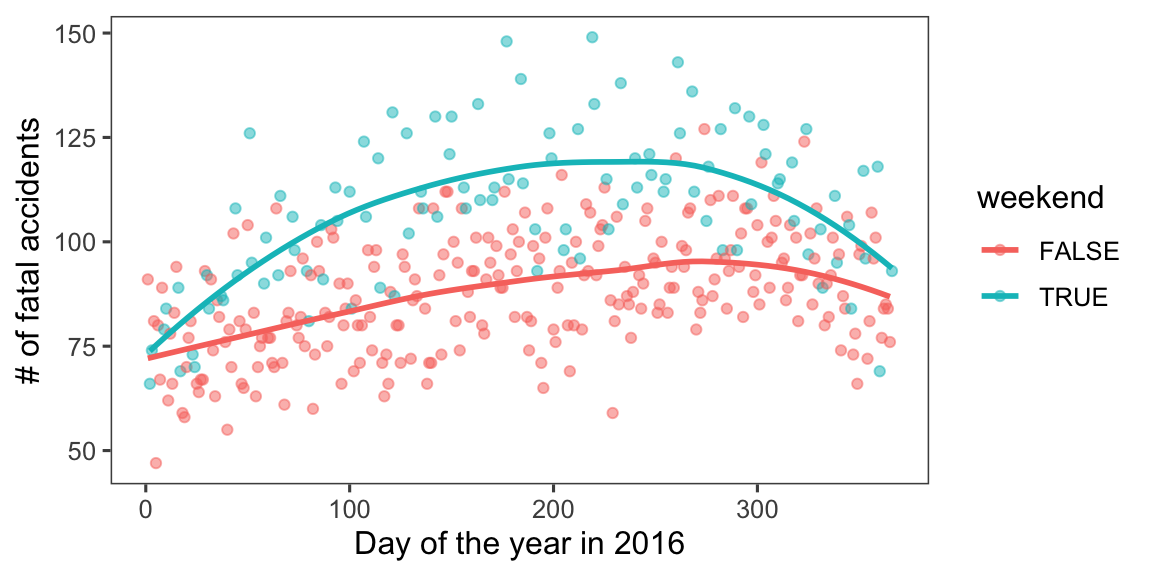 150
125
100
75
50
# of fatal accidents
0 100 200 300
Day of the year in 2016
weekend
FALSE
TRUE